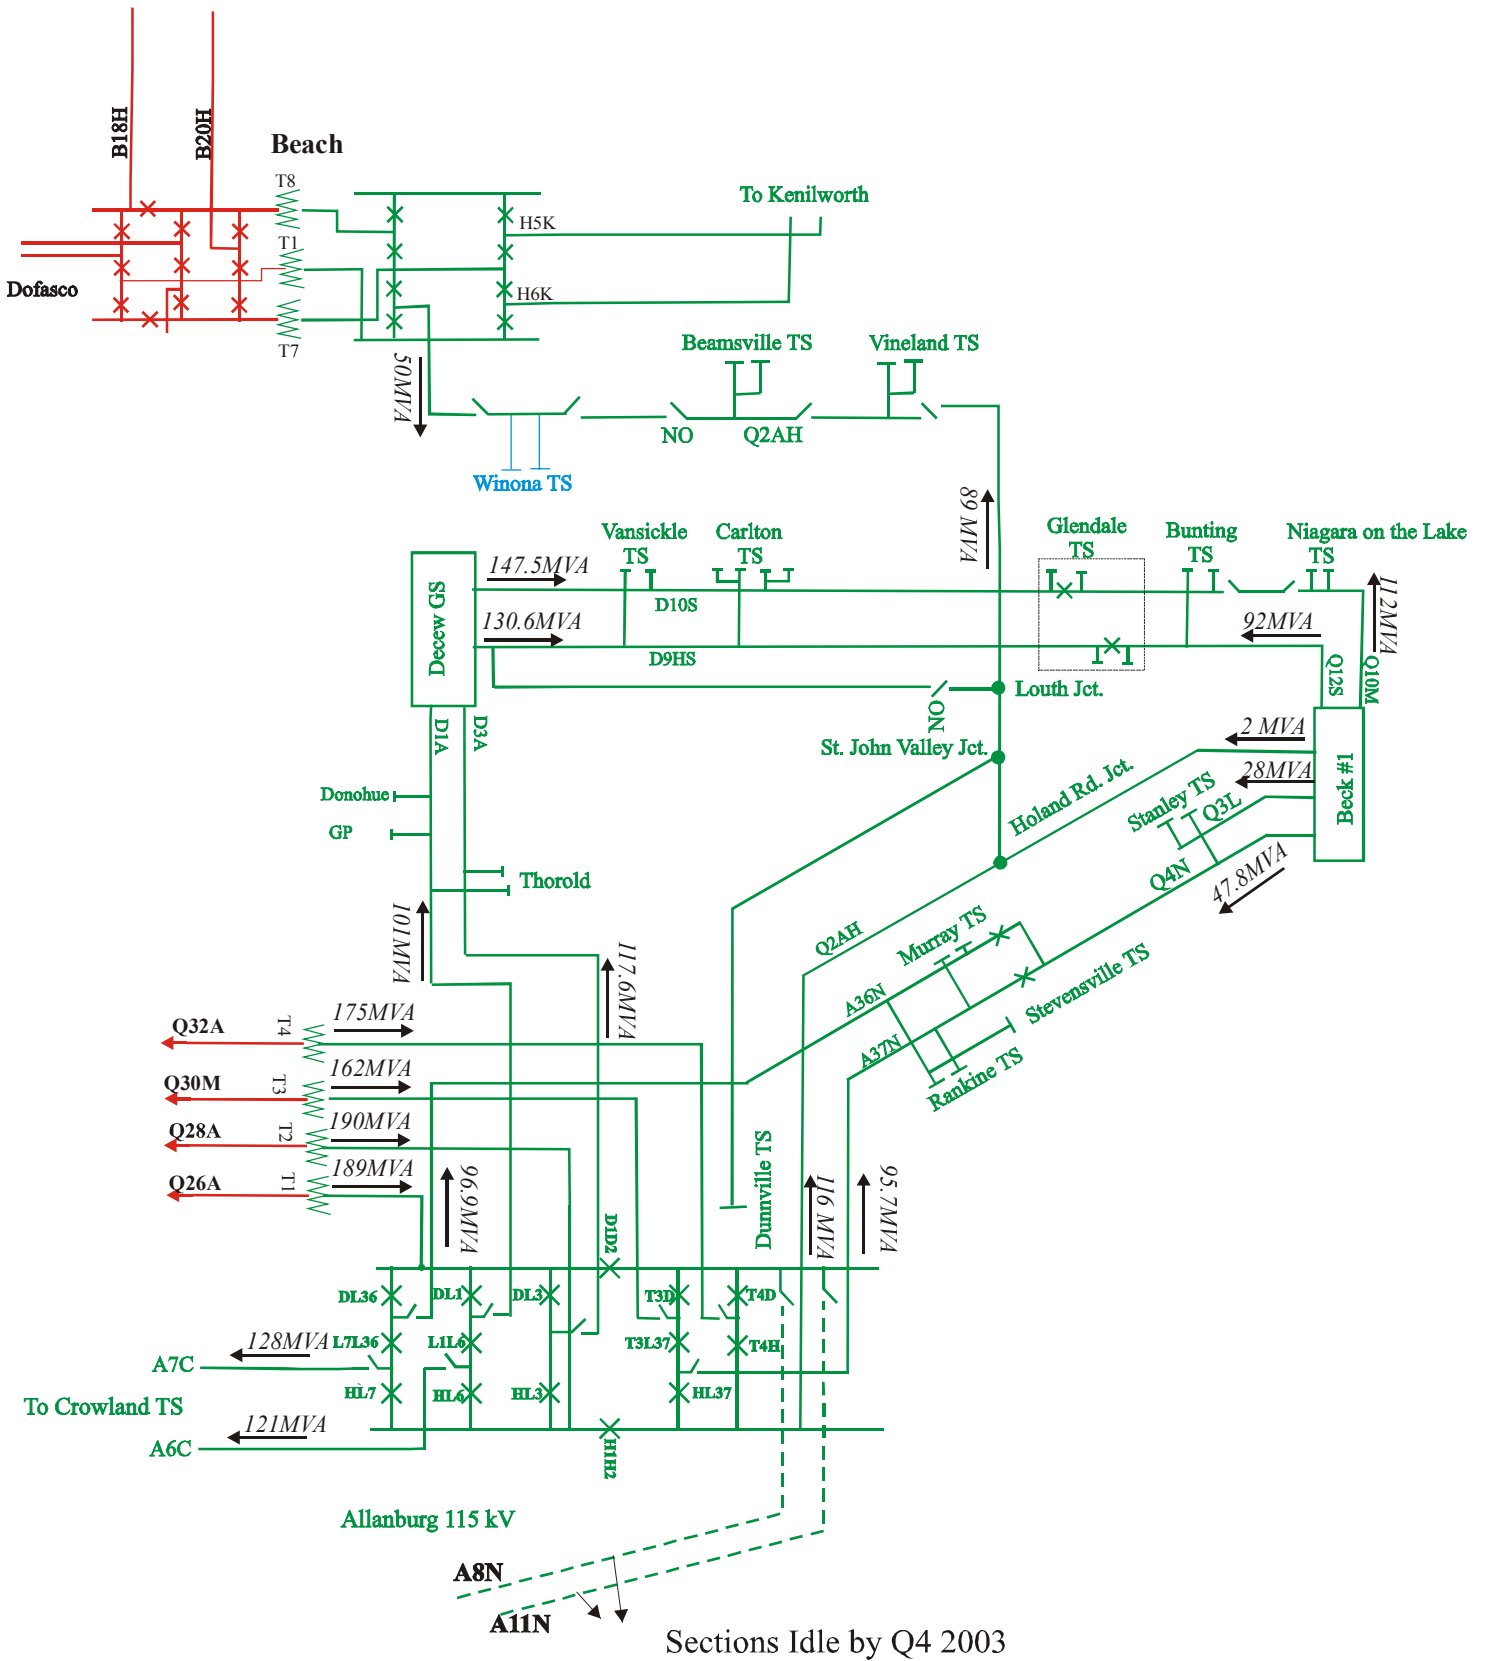 B18H
B20H
Beach
T8
To Kenilworth
H5K
T1
Dofasco
H6K
T7
Beamsville TS
Vineland TS
50MVA
NO
Q2AH
Winona TS
89 MVA
Vansickle
TS
Carlton
TS
Glendale
TS
Bunting
TS
Niagara on the Lake
TS
147.5MVA
D10S
112MVA
Decew GS
130.6MVA
92MVA
D9HS
Q12S
Q10M
Louth Jct.
NO
D1A
D3A
St. John Valley Jct.
2 MVA
Holand Rd. Jct.
28MVA
Stanley TS
Q3L
Beck #1
Donohue
GP
Thorold
Q4N
47.8MVA
101MVA
117.6MVA
Q2AH
Murray TS
Stevensville TS
A36N
A37N
Rankine TS
Q32A
T4
175MVA
Q30M
T3
162MVA
Q28A
T2
190MVA
Q26A
T1
189MVA
96.9MVA
Dunnville TS
116 MVA
95.7MVA
D1D2
DL36
DL1
DL3
T3D
T4D
128MVA
L7L36
L1L6
T3L37
T4H
A7C
HL7
HL6
HL3
HL37
To Crowland TS
121MVA
A6C
H1H2
Allanburg 115 kV
A8N
A11N
Sections Idle by Q4 2003